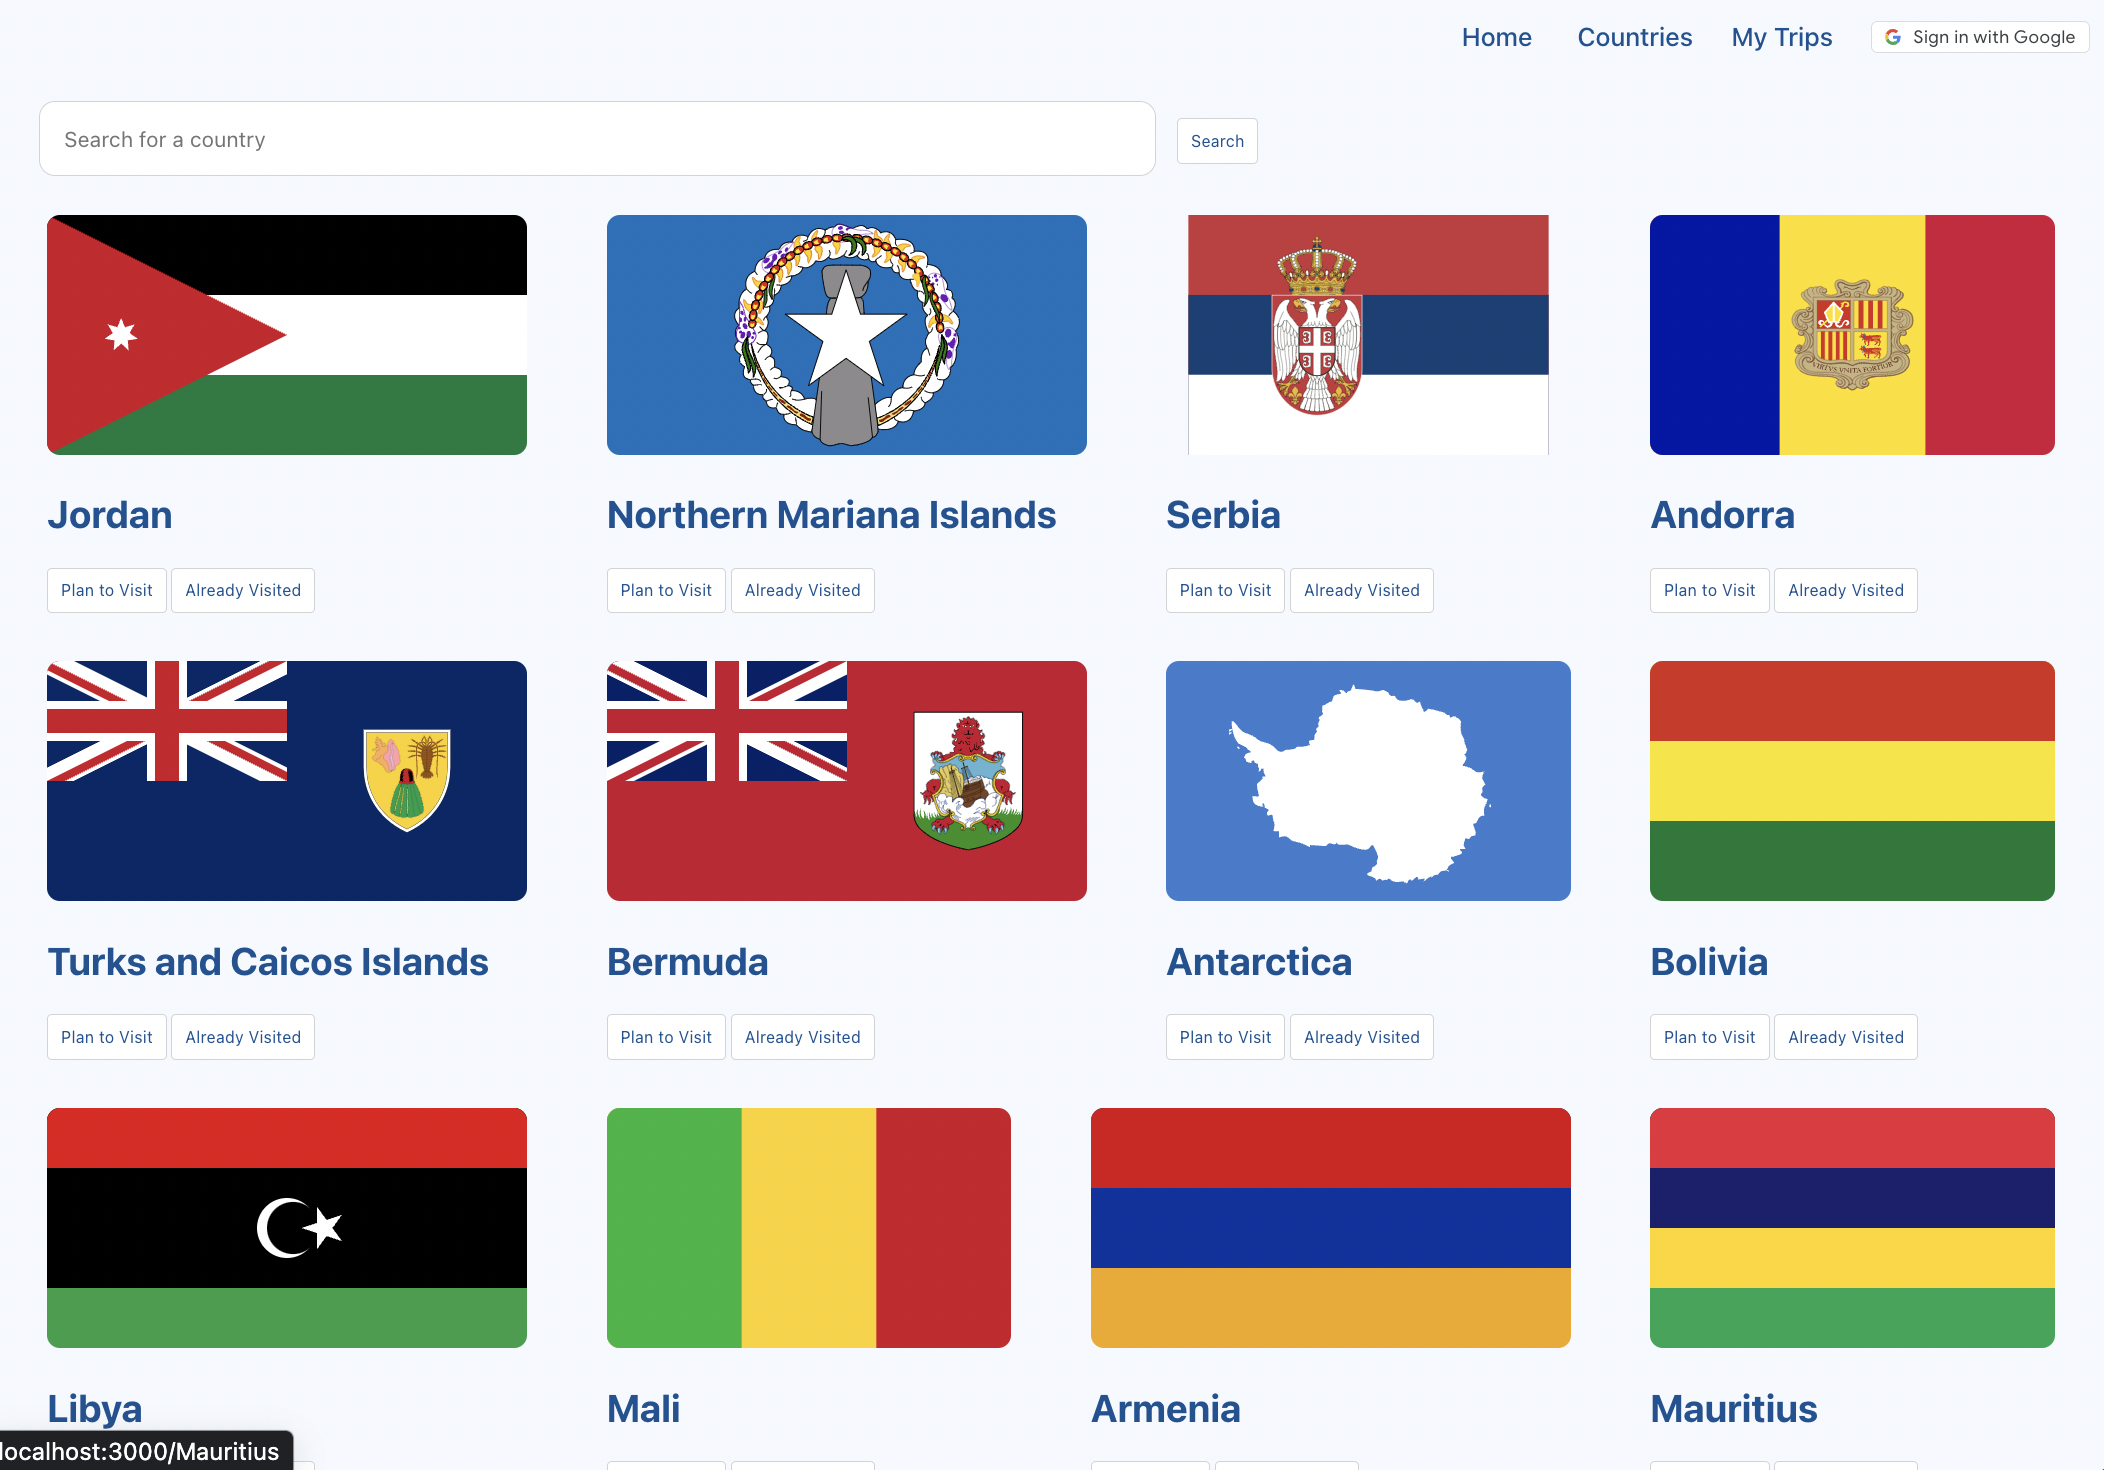 Home Countries My Trips Sign in with Google
Search for a country Search
Jordan Northern Mariana Islands Serbia Andorra
Plan to Visit Already Visited Plan to Visit Already Visited Plan to Visit Already Visited Plan to Visit Already Visited
VIRTVS VNITA FORTIOR
Turks and Caicos Islands Bermuda Antarctica Bolivia
Plan to Visit Already Visited Plan to Visit Already Visited Plan to Visit Already Visited Plan to Visit Already Visited
Libya Mali Armenia Mauritius
localhost:3000/Mauritius